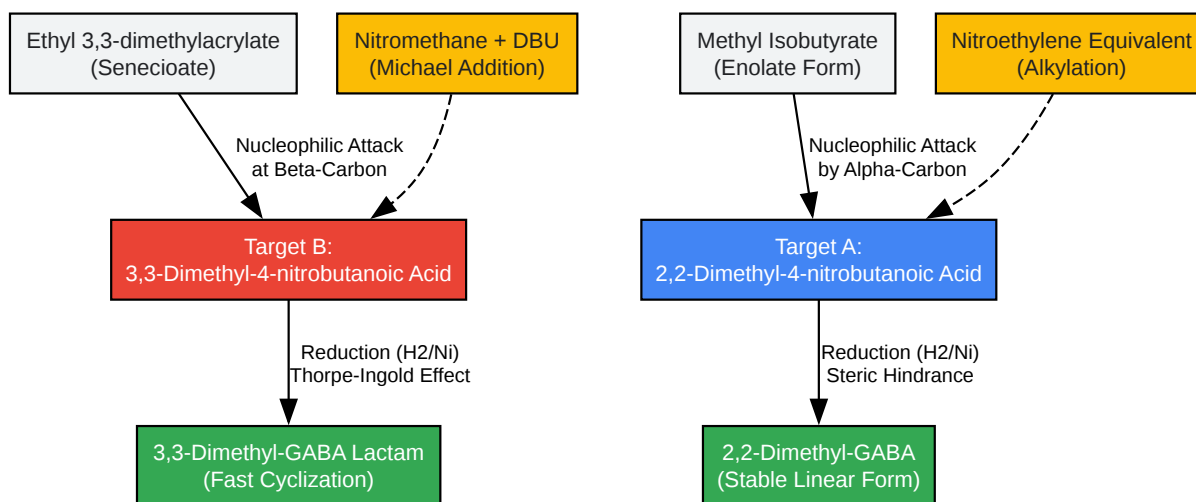 Ethyl 3,3-dimethylacrylate
(Senecioate)
Nitromethane + DBU
(Michael Addition)
Methyl Isobutyrate
(Enolate Form)
Nitroethylene Equivalent
(Alkylation)
Nucleophilic Attack
at Beta-Carbon
Nucleophilic Attack
by Alpha-Carbon
Target B:
3,3-Dimethyl-4-nitrobutanoic Acid
Target A:
2,2-Dimethyl-4-nitrobutanoic Acid
Reduction (H2/Ni)
Thorpe-Ingold Effect
Reduction (H2/Ni)
Steric Hindrance
3,3-Dimethyl-GABA Lactam
(Fast Cyclization)
2,2-Dimethyl-GABA
(Stable Linear Form)